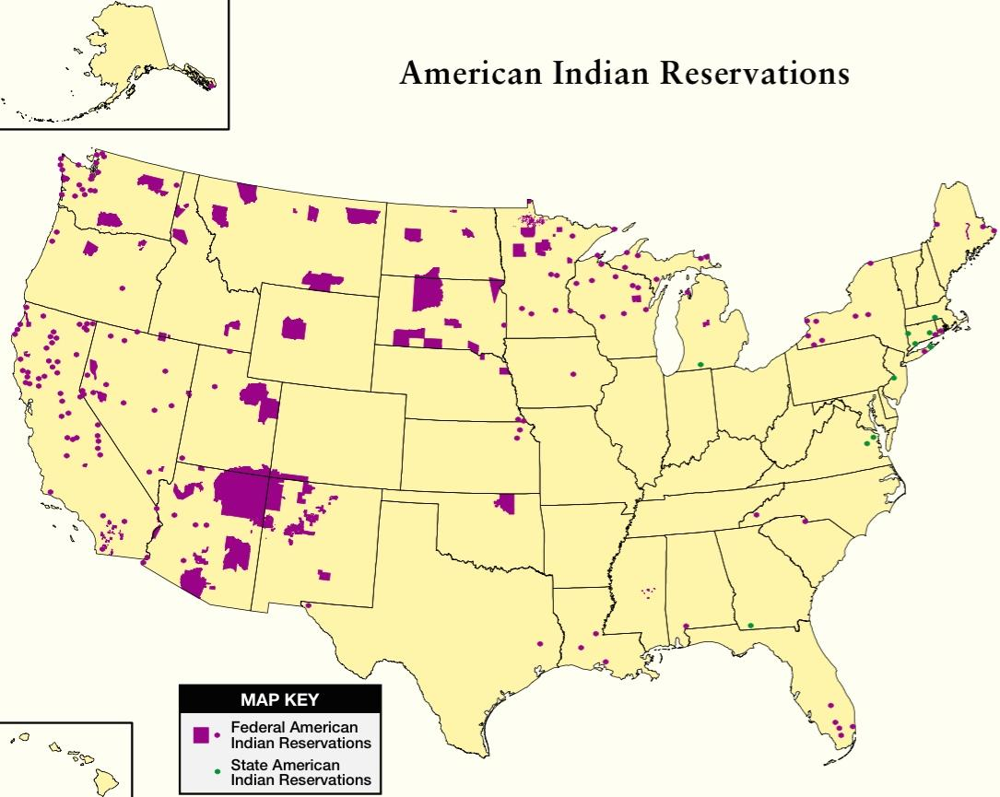 American Indian Reservations
MAP KEY
Federal American
Indian Reservations
State American
Indian Reservations